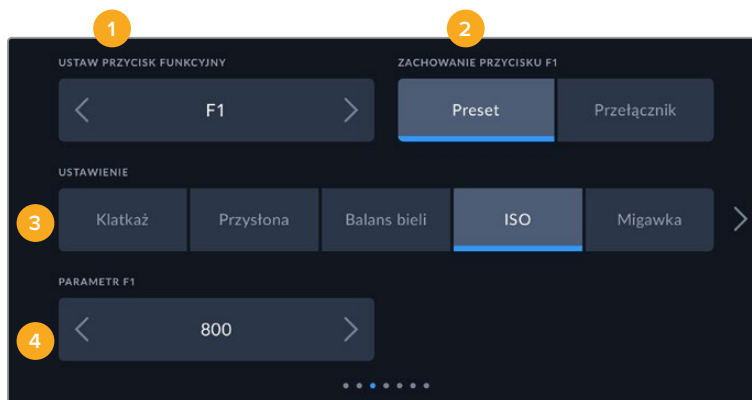 1
2
USTAW PRZYCISK FUNKCYJNY
ZACHOWANIE PRZYCISKU F1
F1
Preset
Przełącznik
USTAWIENIE
3
Klatkaż
Przysłona
Balans bieli
ISO
Migawka
PARAMETR F1
4
800